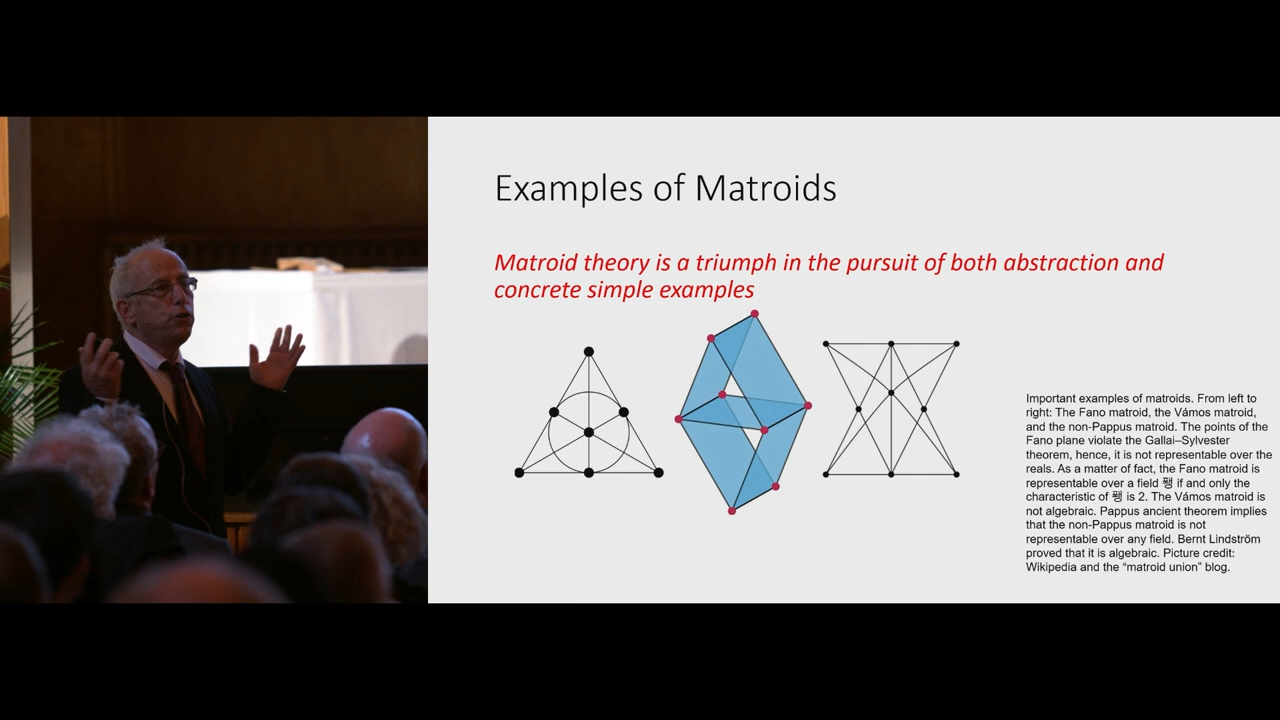 Examples of Matroids
Matroid theory is a triumph in the pursuit of both abstraction and
concrete simple examples
Important examples of matroids. From left to
right: The Fano matroid, the Vámos matroid,
and the non-Pappus matroid. The points of the
Fano plane violate the Gallai–Sylvester
theorem, hence, it is not representable over the
reals. As a matter of fact, the Fano matroid is
representable over a field 쨍 if and only the
characteristic of 쨍 is 2. The Vámos matroid is
not algebraic. Pappus ancient theorem implies
that the non-Pappus matroid is not
representable over any field. Bernt Lindström
proved that it is algebraic. Picture credit:
Wikipedia and the “matroid union” blog.